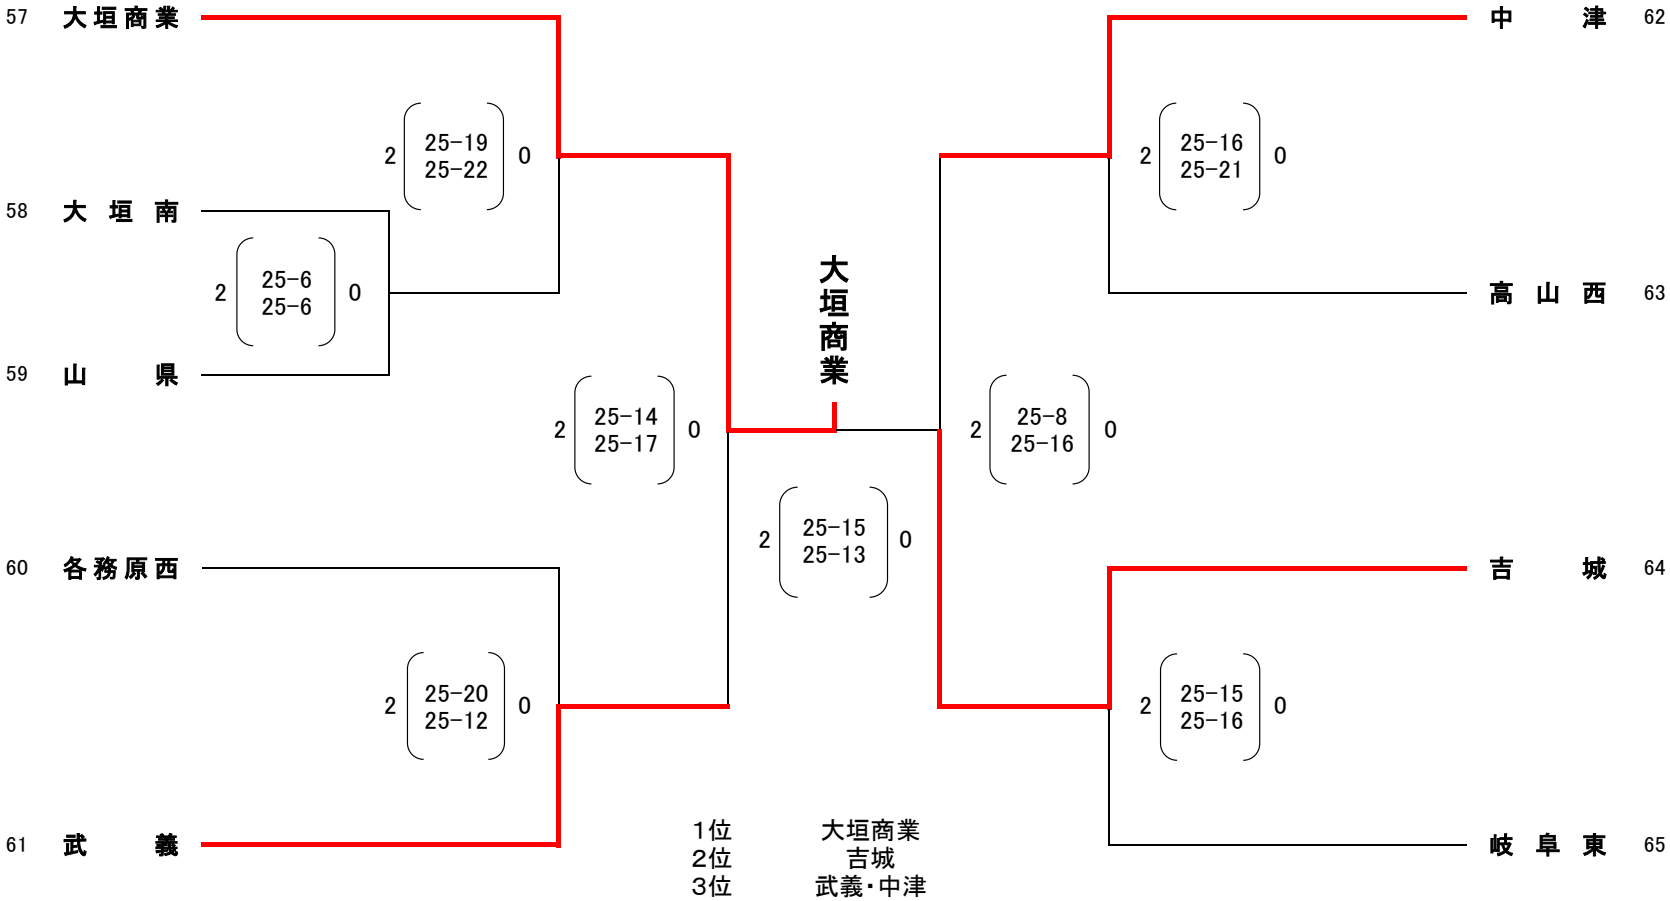 57 大垣商業
中津 62
2 25-19 0
25-22
2 25-16 0
25-21
58 大垣南
2 25-6 0
25-6
大垣商業
高山西 63
59 山県
2 25-14 0
25-17
2 25-8 0
25-16
2 25-15 0
25-13
60 各務原西
吉城 64
2 25-20 0
25-12
2 25-15 0
25-16
61 武義
岐阜東 65
1位 大垣商業
2位 吉城
3位 武義・中津